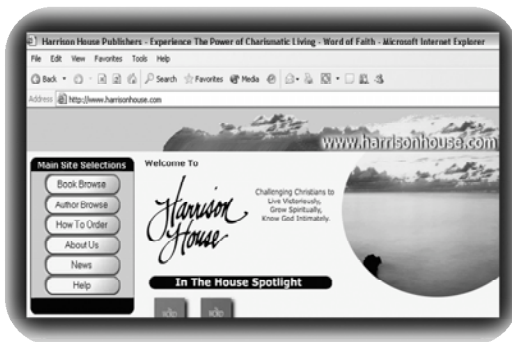 Harrison House Publishers - Experience The Power of Charismatic Living - Word of Faith - Microsoft Internet Explorer
File Edit View Favorites Tools Help
Back Search Favorites Media
Address http://www.harrisonhouse.com
www.harrisonhouse.com
Main Site Selections
Book Browse
Author Browse
How To Order
About Us
News
Help
Welcome To
Harrison
House
Challenging Christians to
Live Victoriously,
Grow Spiritually,
Know God Intimately.
In The House Spotlight